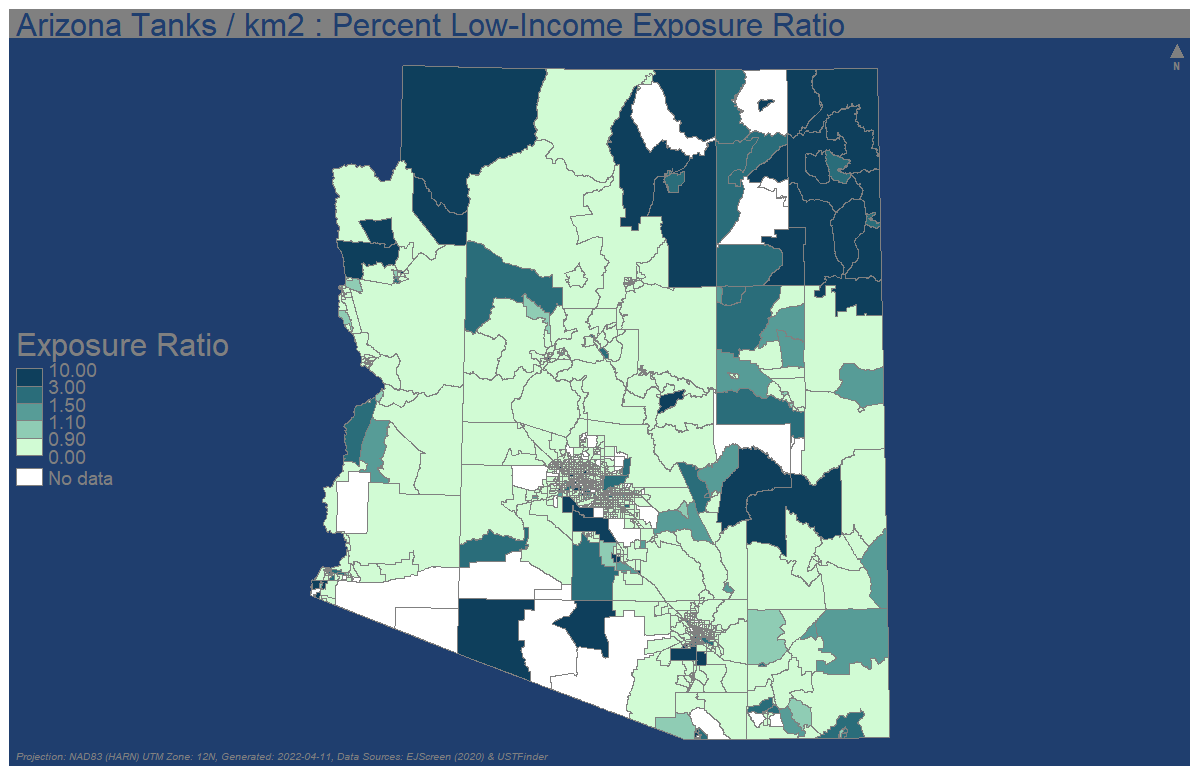 Arizona Tanks / km2 : Percent Low-Income Exposure Ratio
N
Exposure Ratio
10.00
3.00
1.50
1.10
0.90
0.00
No data
Projection: NAD83 (HARN) UTM Zone: 12N, Generated: 2022-04-11, Data Sources: EJScreen (2020) & USTFinder